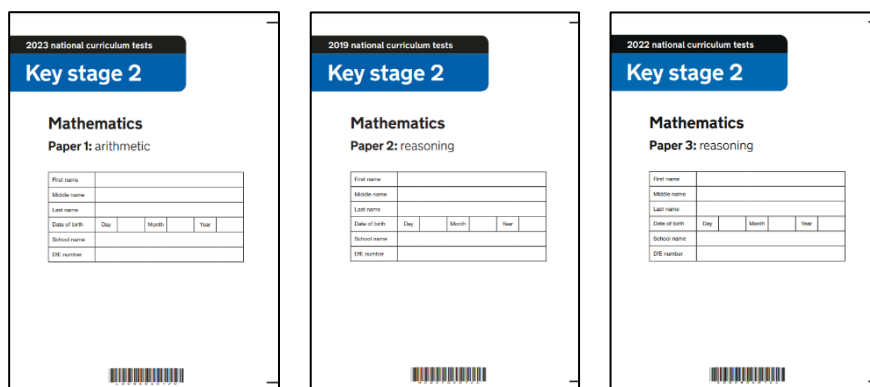 2023 national curriculum tests
Key stage 2
Mathematics
Paper 1: arithmetic
First name
Middle name
Last name
Date of birth Day Month Year
School name
DfE number
2019 national curriculum tests
Key stage 2
Mathematics
Paper 2: reasoning
First name
Middle name
Last name
Date of birth Day Month Year
School name
DfE number
2022 national curriculum tests
Key stage 2
Mathematics
Paper 3: reasoning
First name
Middle name
Last name
Date of birth Day Month Year
School name
DfE number